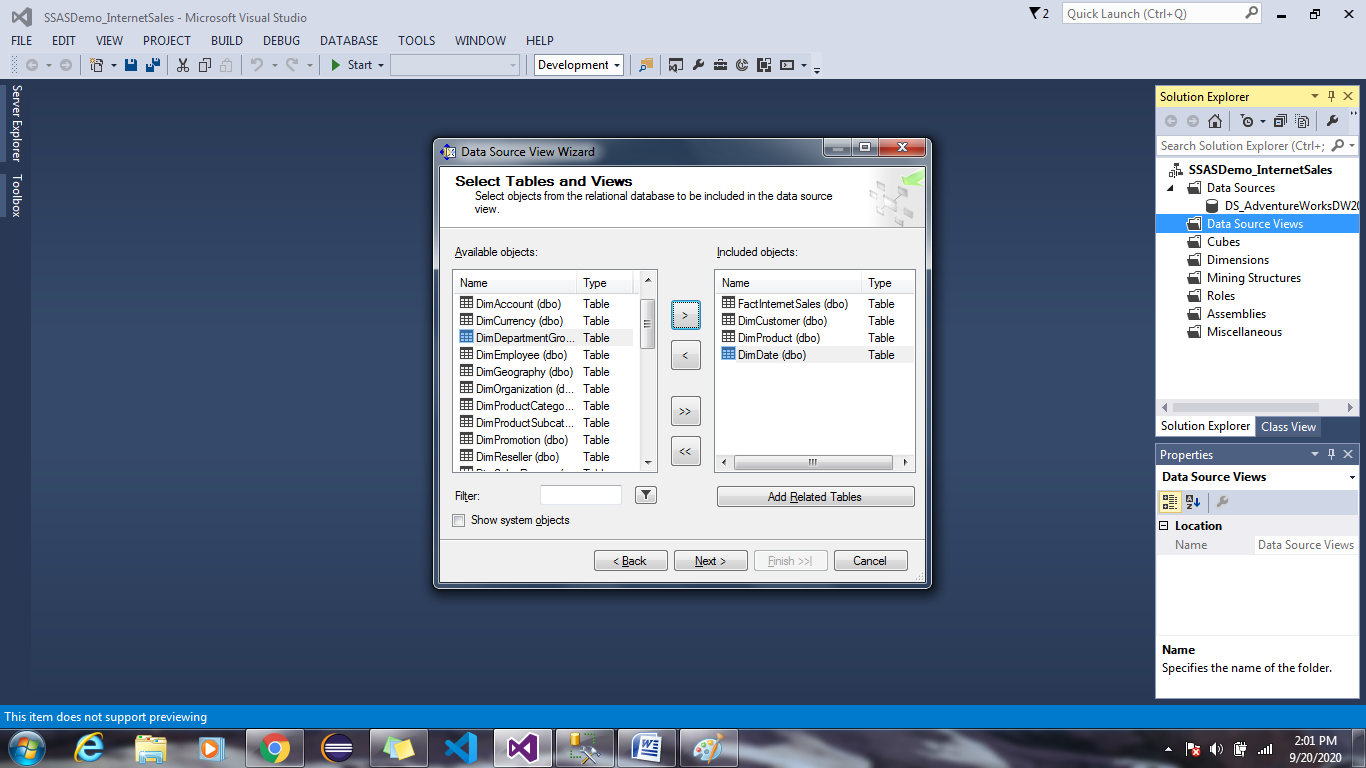 SSASDemo_InternetSales - Microsoft Visual Studio
2
Quick Launch (Ctrl+Q)
FILE EDIT VIEW PROJECT BUILD DEBUG DATABASE TOOLS WINDOW HELP
Start
Development
Server Explorer
Toolbox
Data Source View Wizard
Select Tables and Views
Select objects from the relational database to be included in the data source
view.
Available objects:
Name Type
DimAccount (dbo) Table
DimCurrency (dbo) Table
DimDepartmentGro... Table
DimEmployee (dbo) Table
DimGeography (dbo) Table
DimOrganization (d... Table
DimProductCatego... Table
DimProductSubcat... Table
DimPromotion (dbo) Table
DimReseller (dbo) Table
>
<
>>
<<
Included objects:
Name Type
FactInternetSales (dbo) Table
DimCustomer (dbo) Table
DimProduct (dbo) Table
DimDate (dbo) Table
Filter:
Add Related Tables
Show system objects
< Back Next > Finish >>| Cancel
Solution Explorer
Search Solution Explorer (Ctrl+;
SSASDemo_InternetSales
Data Sources
DS_AdventureWorksDW20
Data Source Views
Cubes
Dimensions
Mining Structures
Roles
Assemblies
Miscellaneous
Solution Explorer Class View
Properties
Data Source Views
Location
Name Data Source Views
Name
Specifies the name of the folder.
This item does not support previewing
2:01 PM
9/20/2020